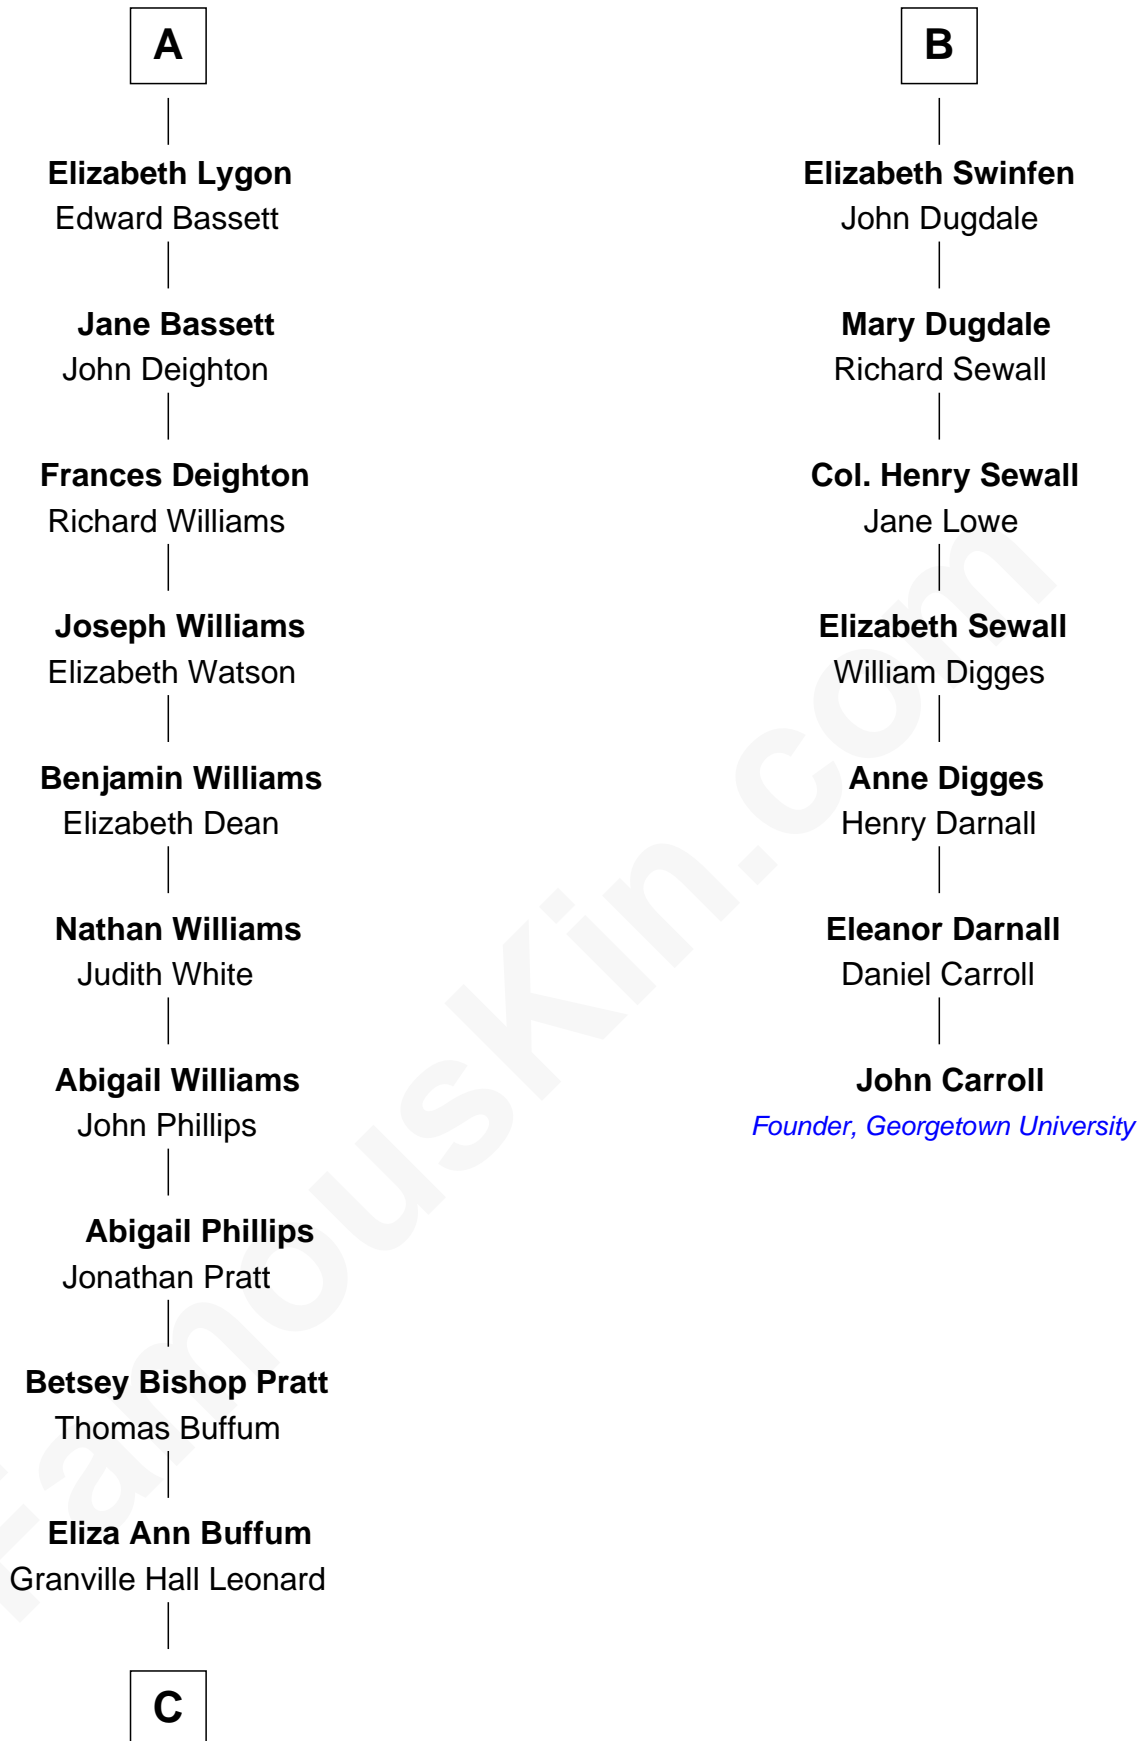 A
Elizabeth Lygon
Edward Bassett
Jane Bassett
John Deighton
Frances Deighton
Richard Williams
Joseph Williams
Elizabeth Watson
Benjamin Williams
Elizabeth Dean
Nathan Williams
Judith White
Abigail Williams
John Phillips
Abigail Phillips
Jonathan Pratt
Betsey Bishop Pratt
Thomas Buffum
Eliza Ann Buffum
Granville Hall Leonard
C
B
Elizabeth Swinfen
John Dugdale
Mary Dugdale
Richard Sewall
Col. Henry Sewall
Jane Lowe
Elizabeth Sewall
William Digges
Anne Digges
Henry Darnall
Eleanor Darnall
Daniel Carroll
John Carroll
Founder, Georgetown University
FamousKin.com